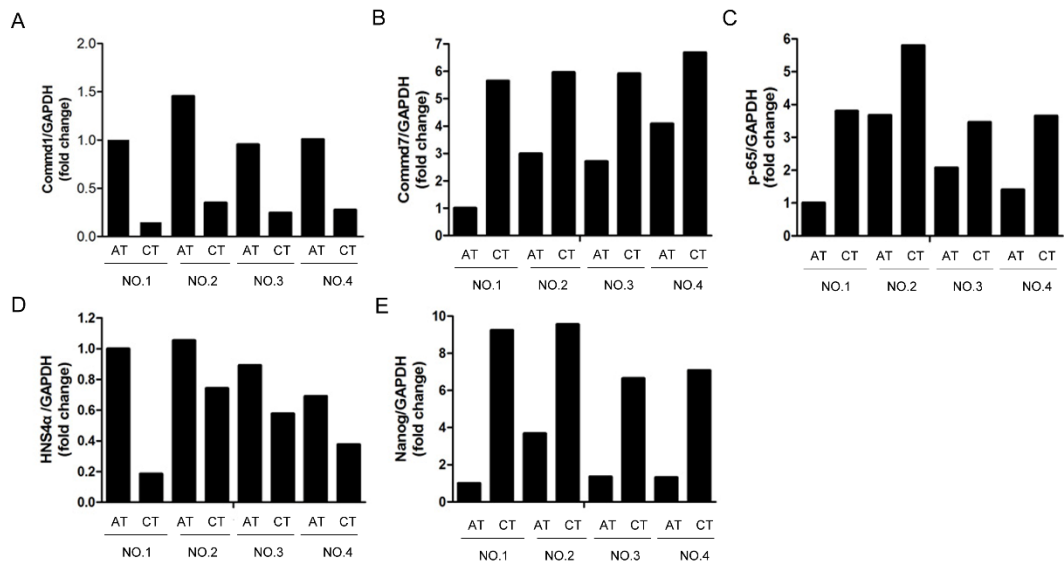 A
Commd1/GAPDH
(fold change)
2.0
1.5
1.0
0.5
0.0
AT CT AT CT AT CT AT CT
NO.1 NO.2 NO.3 NO.4
B
Commd7/GAPDH
(fold change)
7
6
5
4
3
2
1
0
AT CT AT CT AT CT AT CT
NO.1 NO.2 NO.3 NO.4
C
p-65/GAPDH
(fold change)
6
5
4
3
2
1
0
AT CT AT CT AT CT AT CT
NO.1 NO.2 NO.3 NO.4
D
HNS4α/GAPDH
(fold change)
1.2
1.0
0.8
0.6
0.4
0.2
0.0
AT CT AT CT AT CT AT CT
NO.1 NO.2 NO.3 NO.4
E
Nanog/GAPDH
(fold change)
10
8
6
4
2
0
AT CT AT CT AT CT AT CT
NO.1 NO.2 NO.3 NO.4